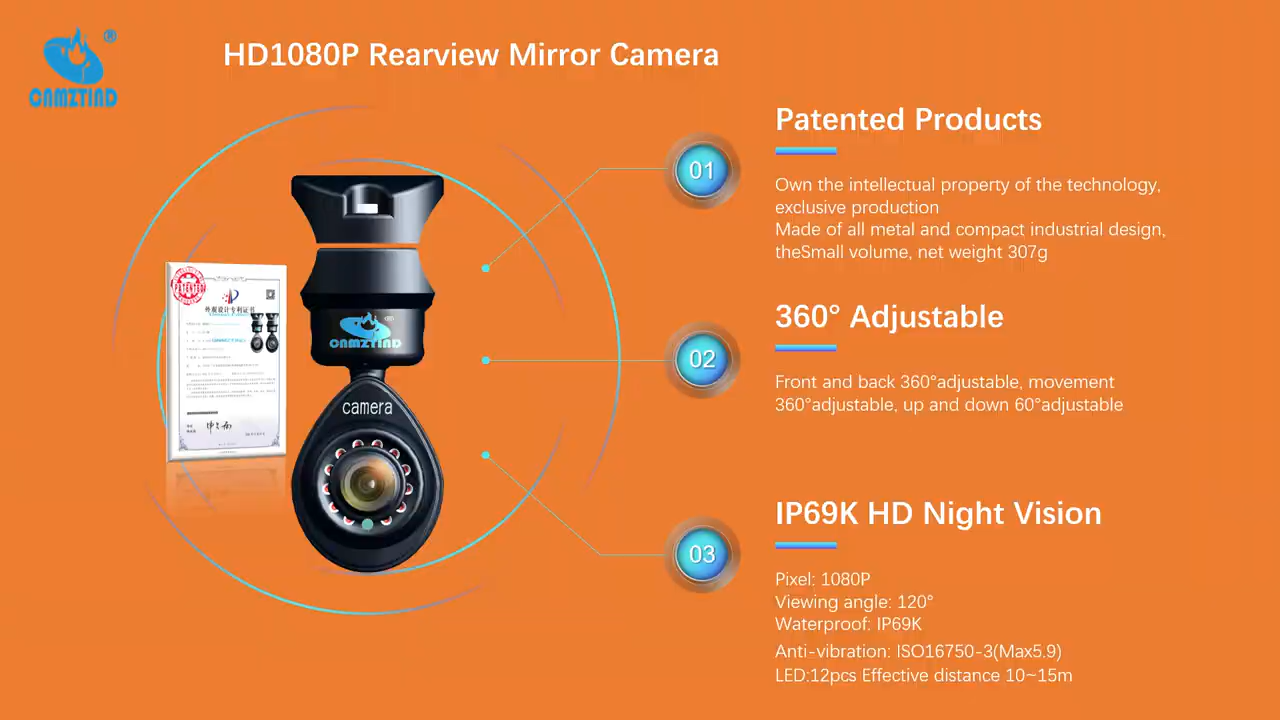 CNMZTIND ®
HD1080P Rearview Mirror Camera
Patented Products
01
Own the intellectual property of the technology,
exclusive production
Made of all metal and compact industrial design,
theSmall volume, net weight 307g
PATENTED
外观设计专利证书
CNMZTIND
camera
360° Adjustable
02
Front and back 360°adjustable, movement
360°adjustable, up and down 60°adjustable
IP69K HD Night Vision
03
Pixel: 1080P
Viewing angle: 120°
Waterproof: IP69K
Anti-vibration: ISO16750-3(Max5.9)
LED:12pcs Effective distance 10~15m